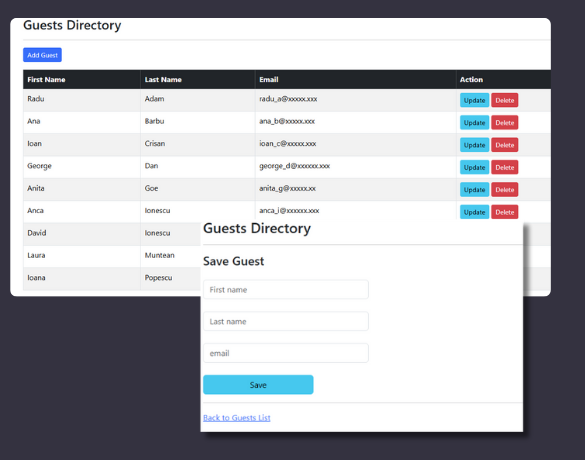 Guests Directory
Add Guest
First Name Last Name Email Action
Radu Adam radu_a@xxxxx.xxx Update Delete
Ana Barbu ana_b@xxxxx.xxx Update Delete
Ioan Crisan ioan_c@xxxxx.xxx Update Delete
George Dan george_d@xxxxxx.xxx Update Delete
Anita Goe anita_g@xxxxx.xx Update Delete
Anca Ionescu anca_i@xxxxx.xxx Update Delete
David Ionescu
Laura Muntean
Ioana Popescu
Guests Directory
Save Guest
First name
Last name
email
Save
Back to Guests List